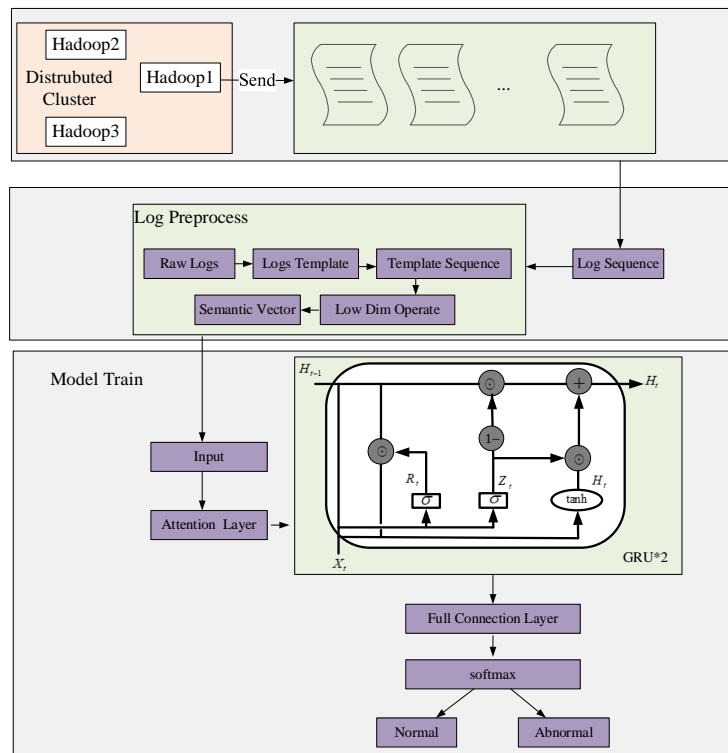 Hadoop2
Distrubuted
Cluster
Hadoop1
Hadoop3
Send
...
Log Preprocess
Raw Logs
Logs Template
Template Sequence
Log Sequence
Semantic Vector
Low Dim Operate
Model Train
H_{t-1}
⊙
+
H_t
1-
⊙
⊙
R_t
Z_t
H_t
σ
σ
tanh
X_t
GRU*2
Input
Attention Layer
Full Connection Layer
softmax
Normal
Abnormal